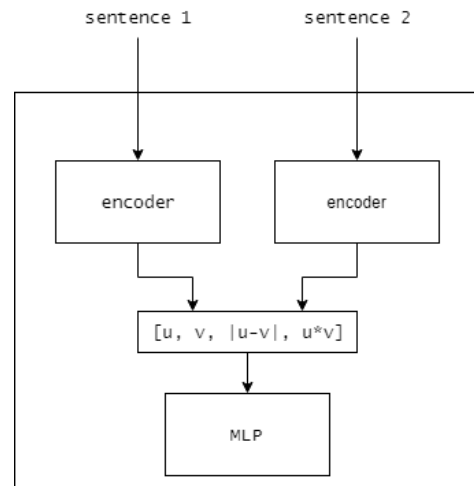 sentence 1
sentence 2
encoder
encoder
[u, v, |u-v|, u*v]
MLP